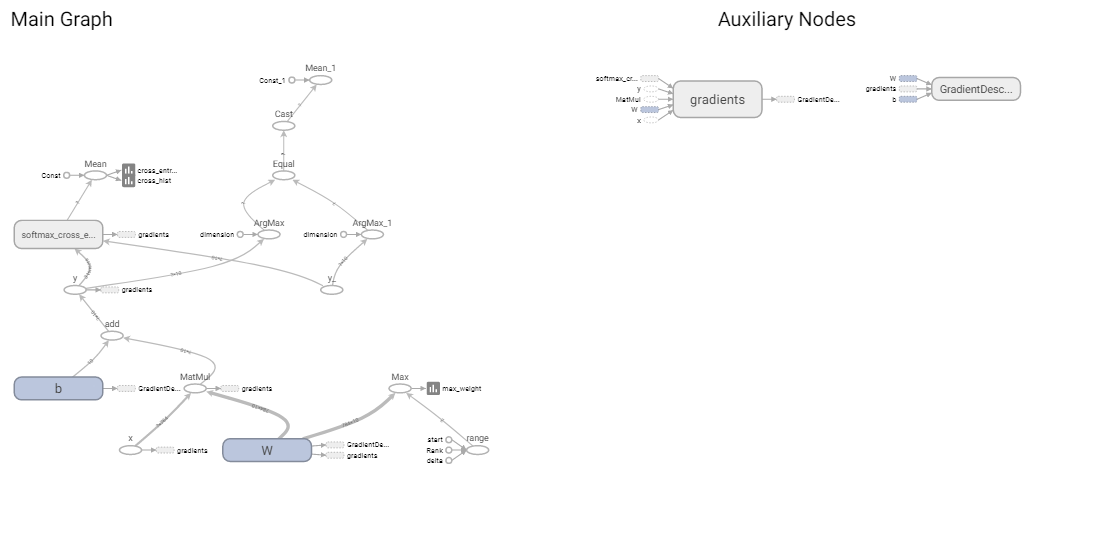 Main Graph
Auxiliary Nodes
Mean_1
Const_1
Cast
Equal
Mean
Const
cross_entr...
cross_hist
ArgMax
ArgMax_1
dimension
dimension
softmax_cross_e...
gradients
y
gradients
y_
add
b
GradientDe...
MatMul
gradients
Max
max_weight
x
gradients
W
GradientDe...
gradients
start
Rank
delta
range
softmax_cr...
y
MatMul
W
x
gradients
GradientDe...
W
gradients
b
GradientDesc...